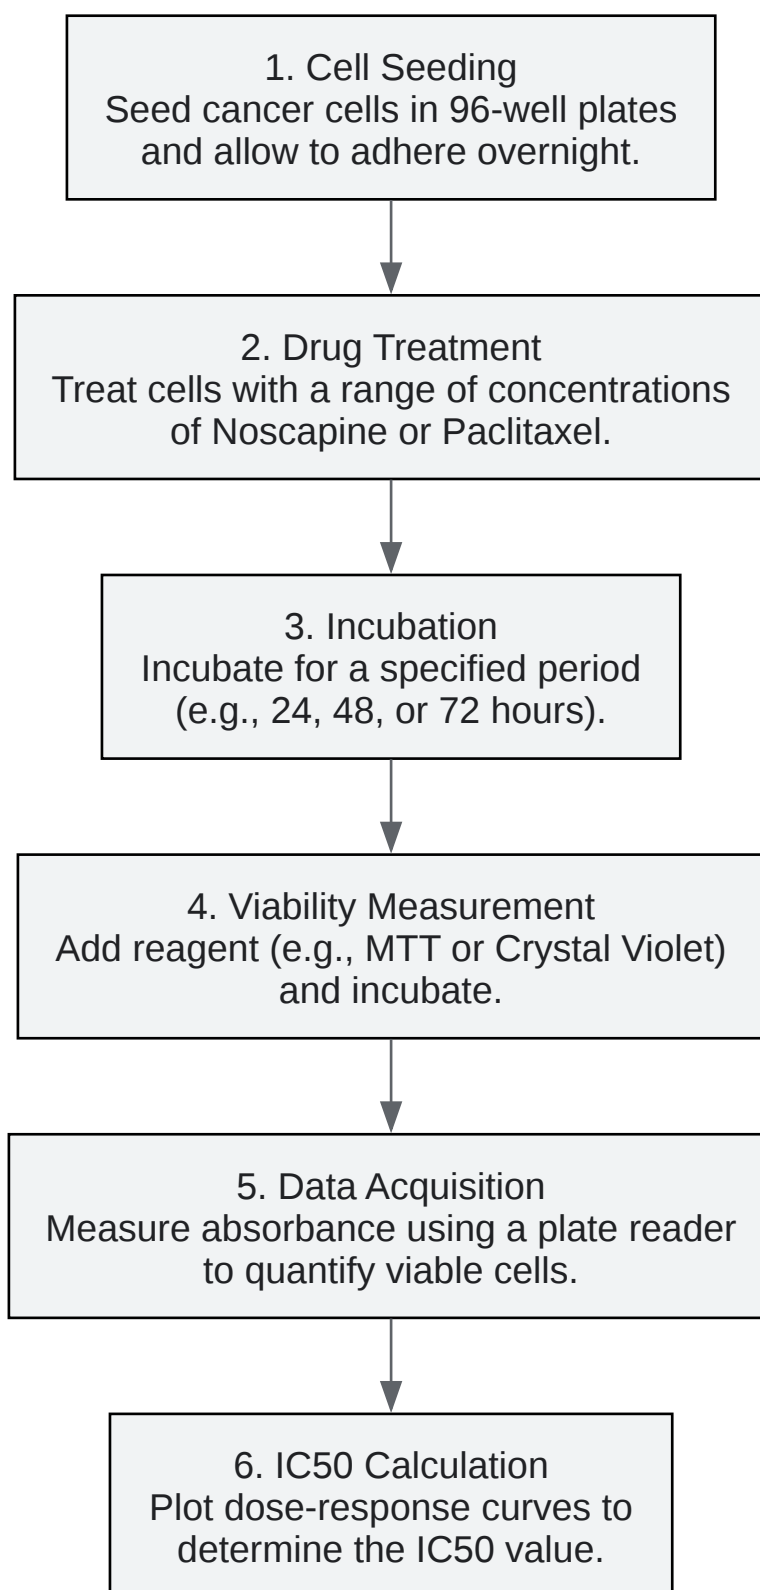 1. Cell Seeding
Seed cancer cells in 96-well plates
and allow to adhere overnight.
2. Drug Treatment
Treat cells with a range of concentrations
of Noscapine or Paclitaxel.
3. Incubation
Incubate for a specified period
(e.g., 24, 48, or 72 hours).
4. Viability Measurement
Add reagent (e.g., MTT or Crystal Violet)
and incubate.
5. Data Acquisition
Measure absorbance using a plate reader
to quantify viable cells.
6. IC50 Calculation
Plot dose-response curves to
determine the IC50 value.